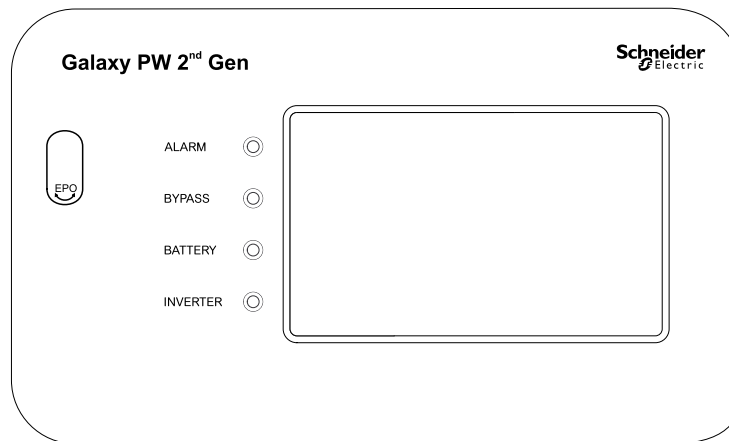 Galaxy PW 2nd Gen
Schneider
Electric
ALARM
EPO
BYPASS
BATTERY
INVERTER